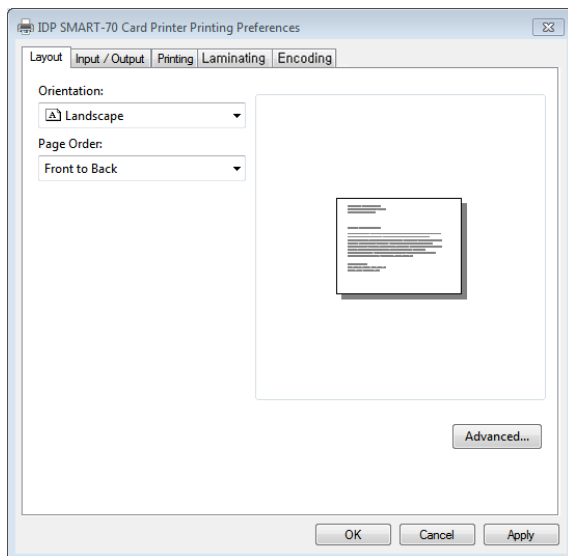 IDP SMART-70 Card Printer Printing Preferences
Layout Input / Output Printing Laminating Encoding
Orientation:
Landscape
Page Order:
Front to Back
Advanced...
OK Cancel Apply